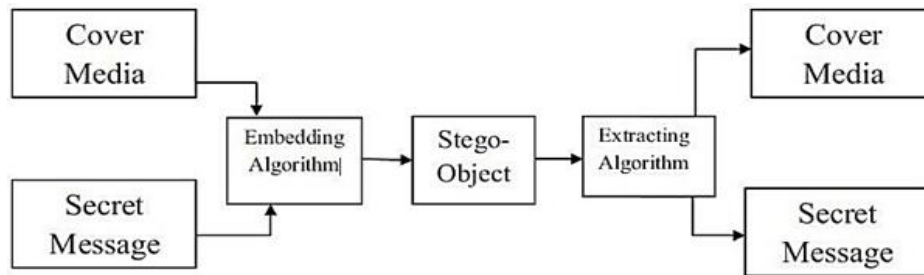 Cover
Media
Secret
Message
Embedding
Algorithm
Stego-
Object
Extracting
Algorithm
Cover
Media
Secret
Message